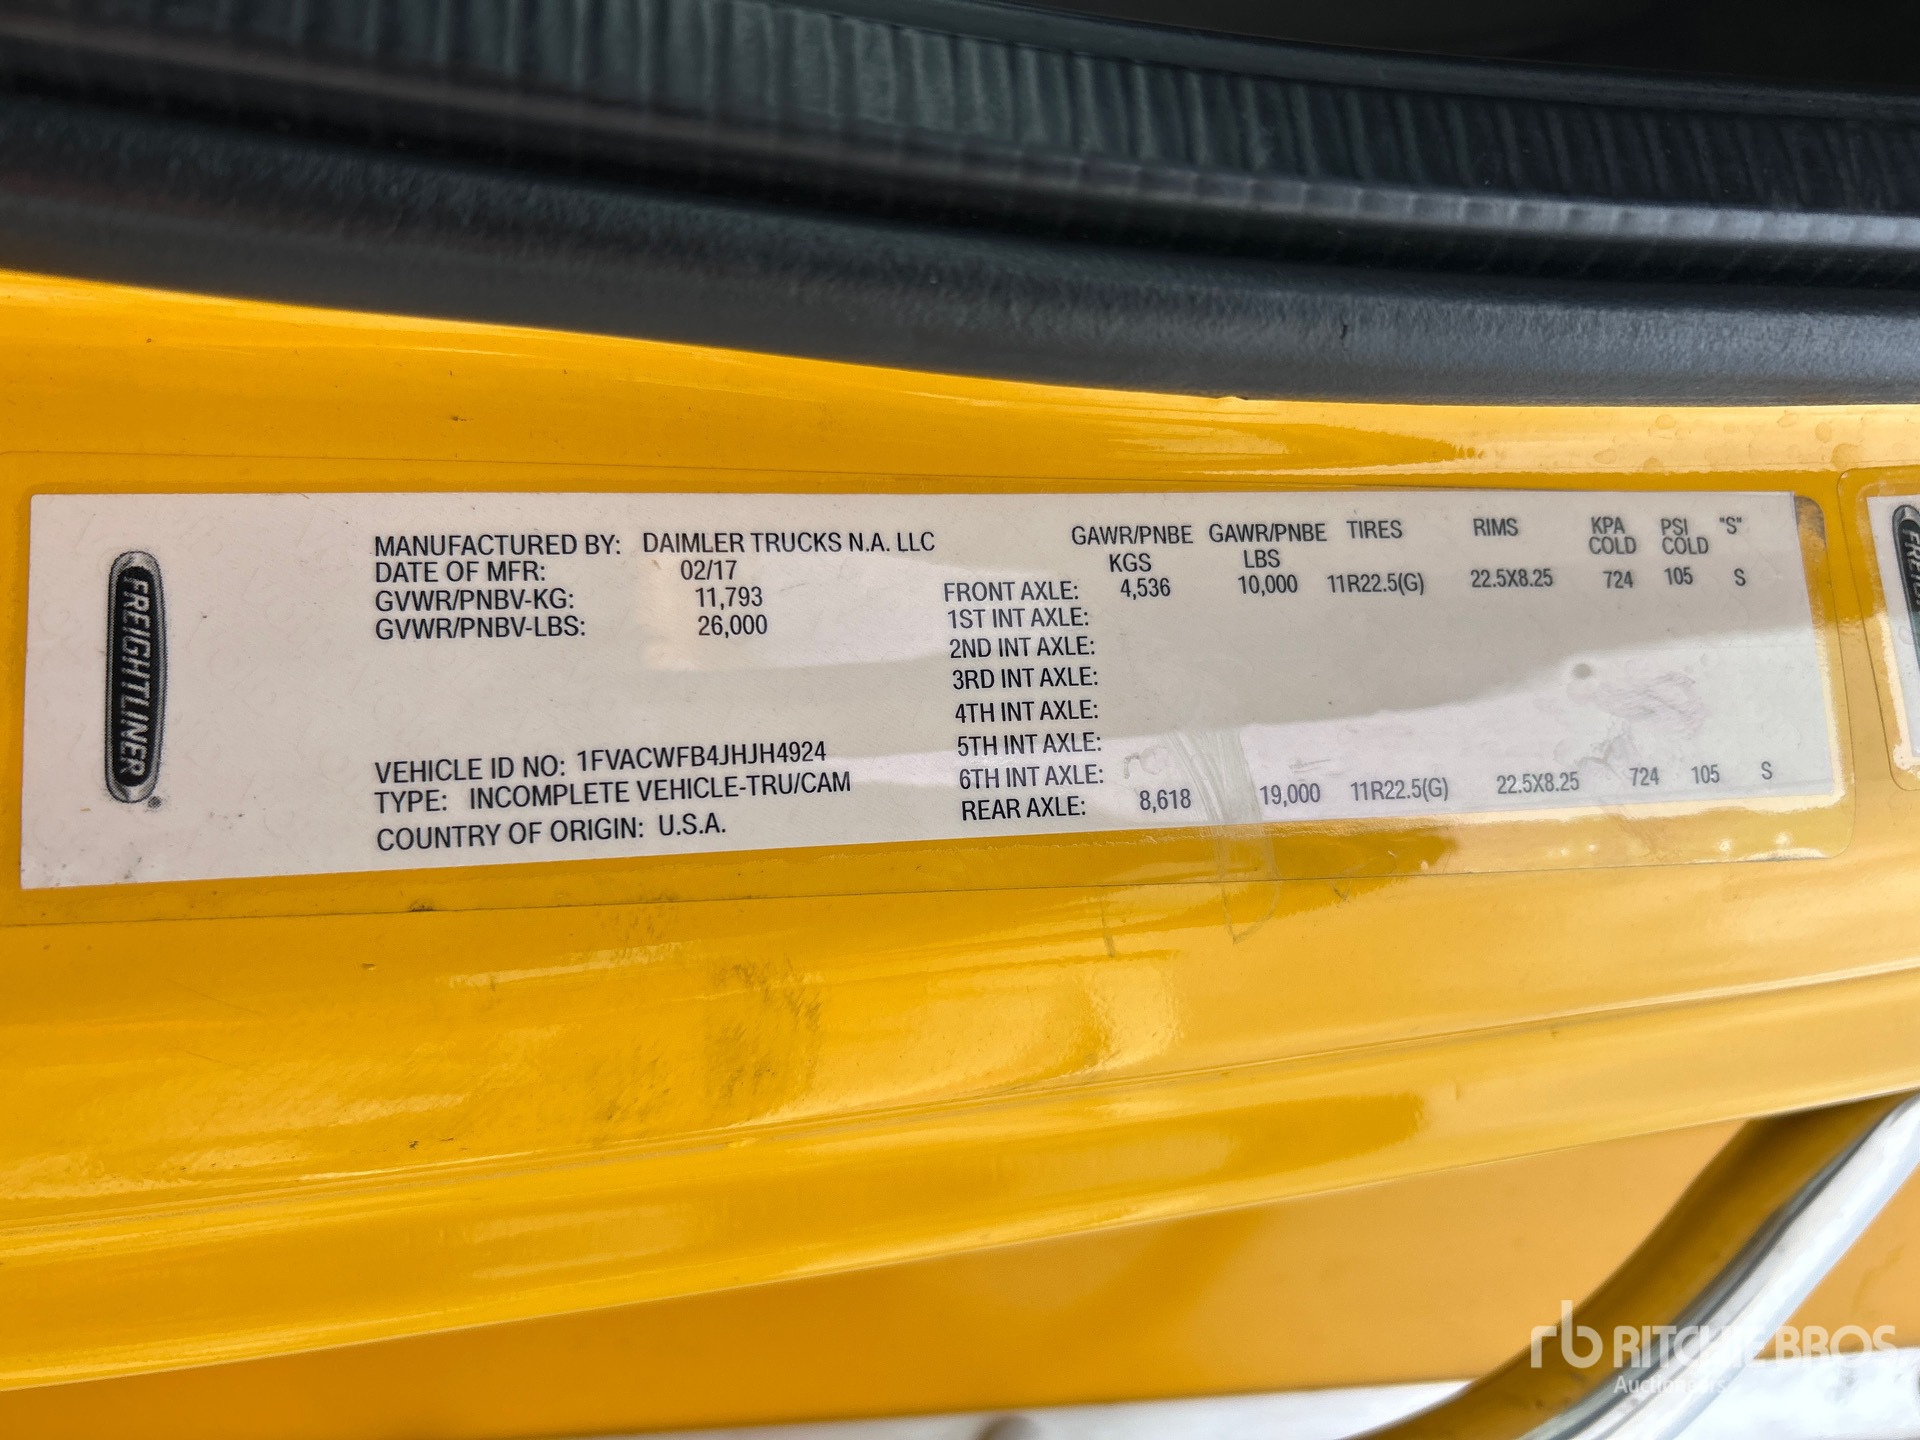 FREIGHTLINER®
MANUFACTURED BY: DAIMLER TRUCKS N.A. LLC
DATE OF MFR: 02/17
GVWR/PNBV-KG: 11,793
GVWR/PNBV-LBS: 26,000
VEHICLE ID NO: 1FVACWFB4JHJH4924
TYPE: INCOMPLETE VEHICLE-TRU/CAM
COUNTRY OF ORIGIN: U.S.A.
GAWR/PNBE GAWR/PNBE TIRES RIMS KPA PSI "S"
KGS LBS COLD COLD
FRONT AXLE: 4,536 10,000 11R22.5(G) 22.5X8.25 724 105 S
1ST INT AXLE:
2ND INT AXLE:
3RD INT AXLE:
4TH INT AXLE:
5TH INT AXLE:
6TH INT AXLE:
REAR AXLE: 8,618 19,000 11R22.5(G) 22.5X8.25 724 105 S
rb RITCHIE BROS.
Auctioneers